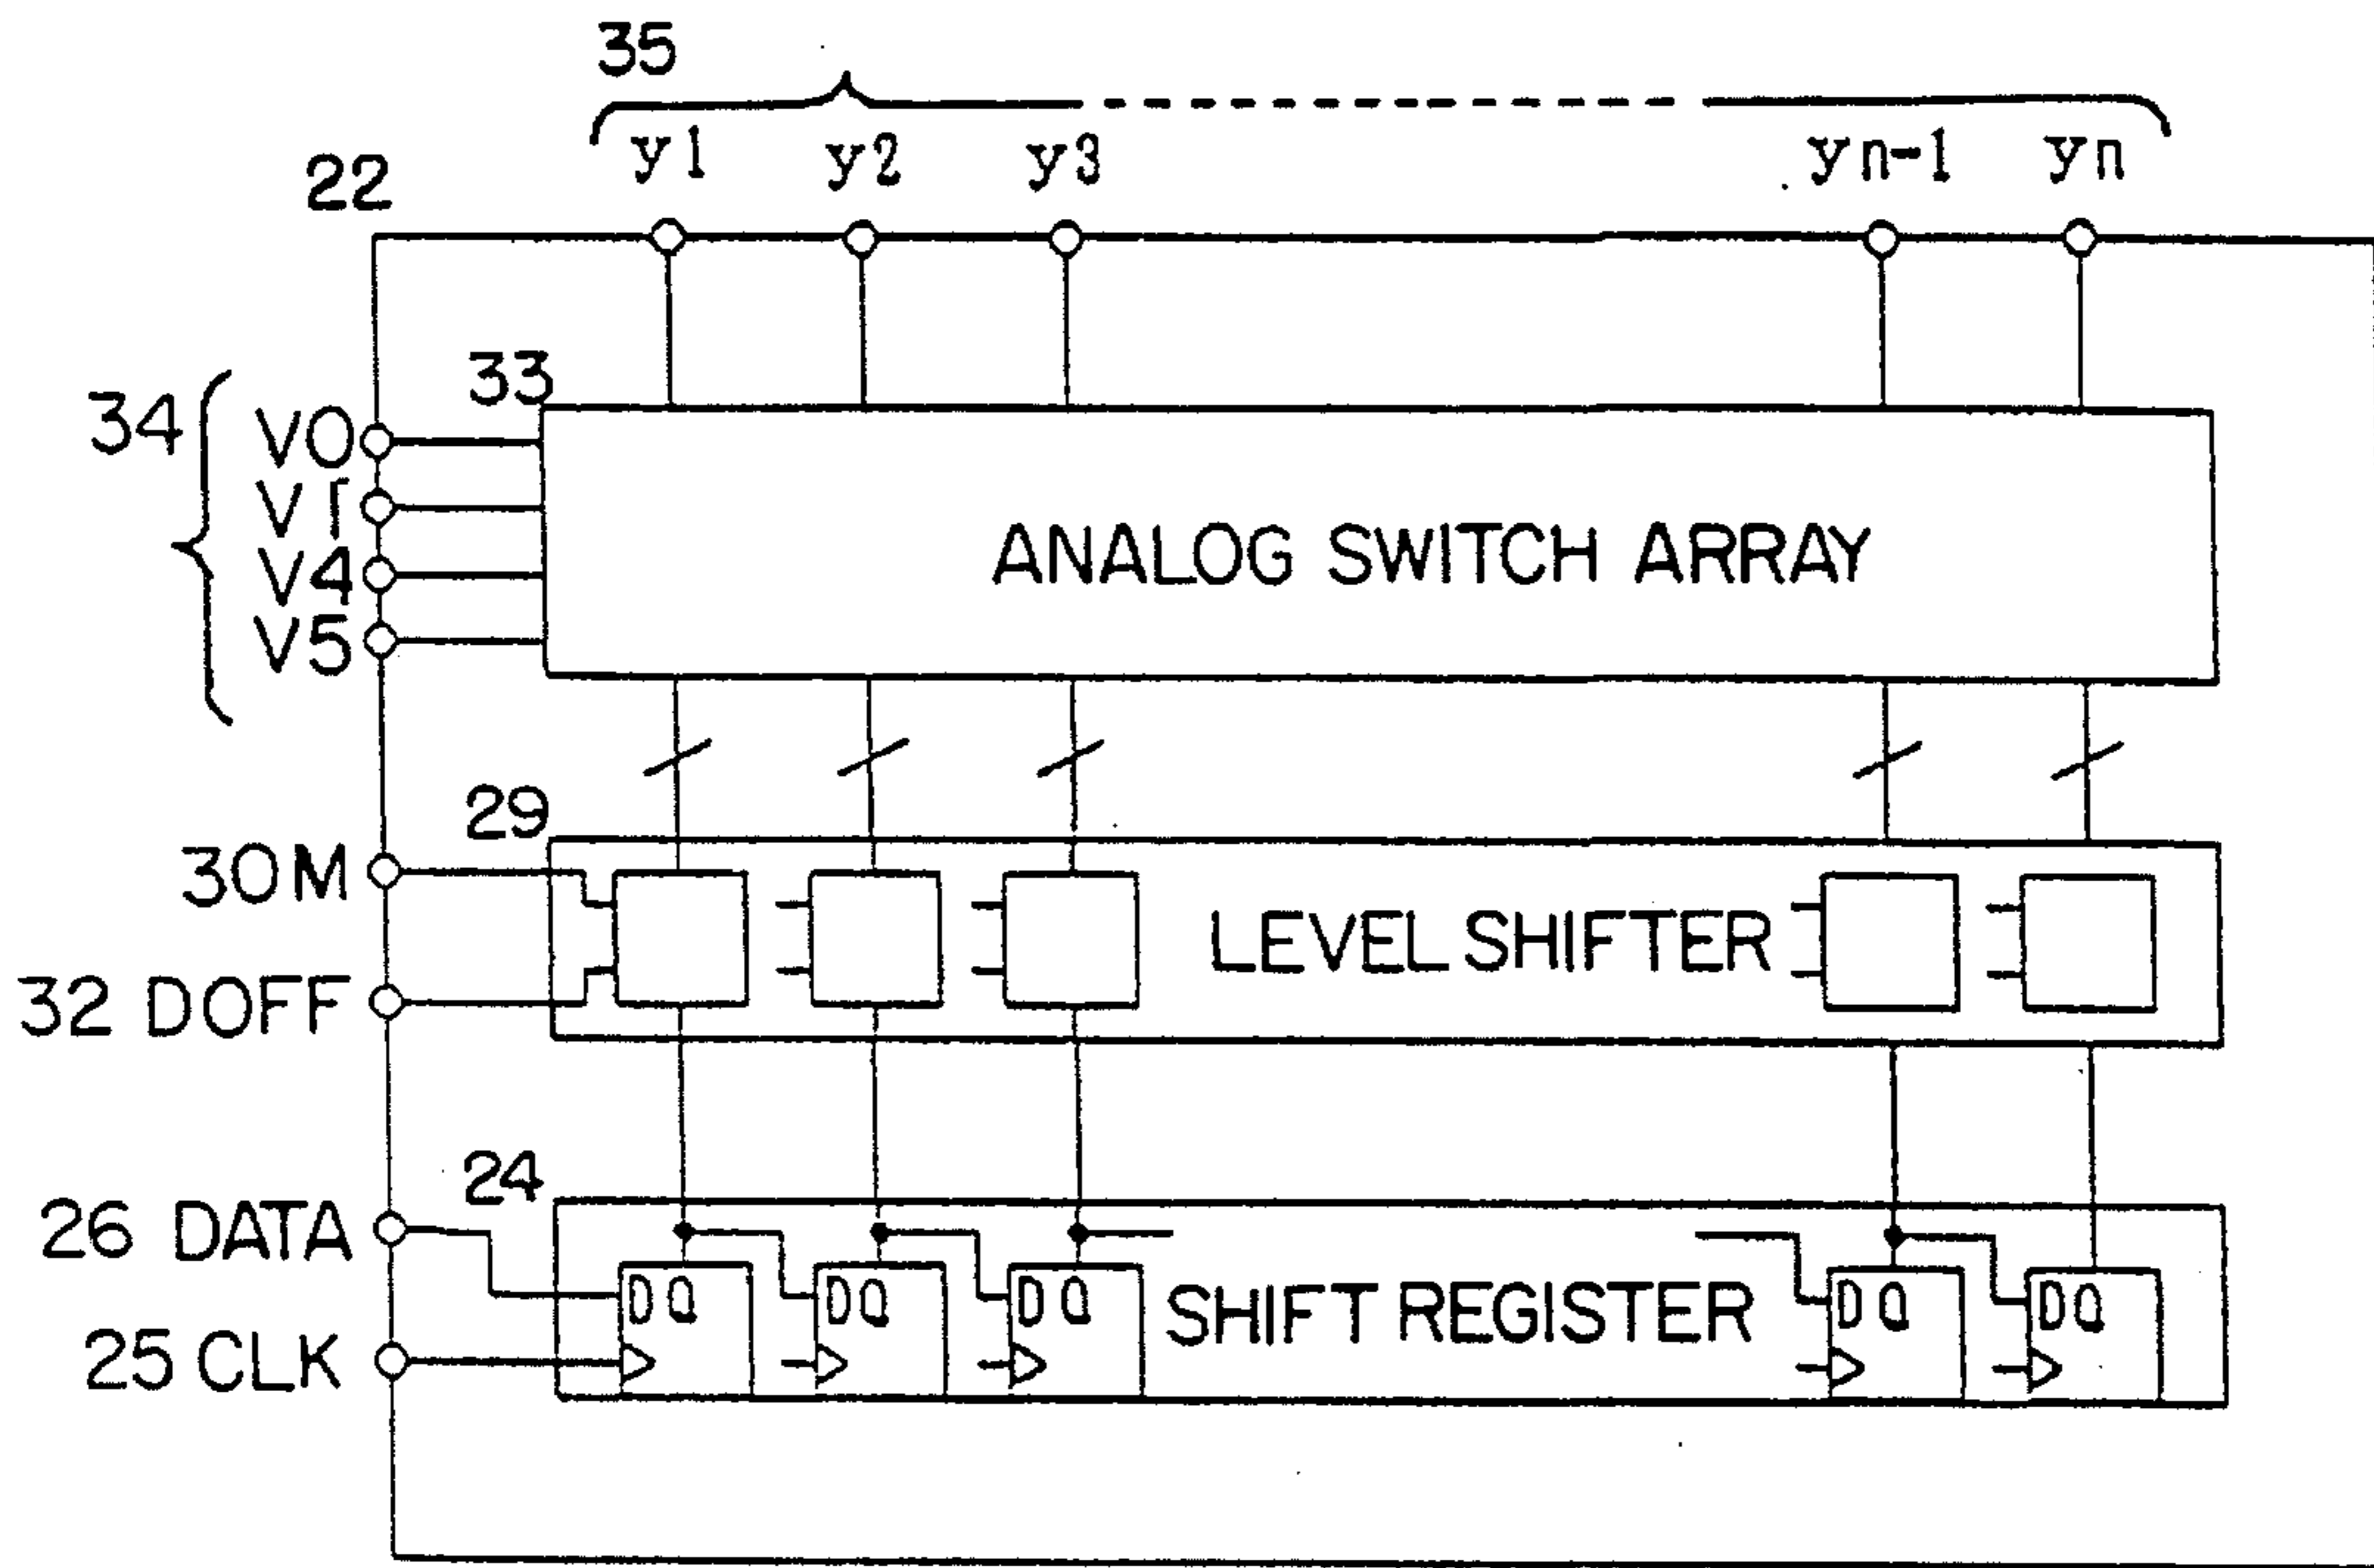 35
y1 y2 y3 yn-1 yn
22
33
34 V0
V1
V4
V5
ANALOG SWITCH ARRAY
29
30 M
LEVEL SHIFTER
32 DOFF
24
26 DATA
DQ DQ DQ DQ DQ
SHIFT REGISTER
25 CLK